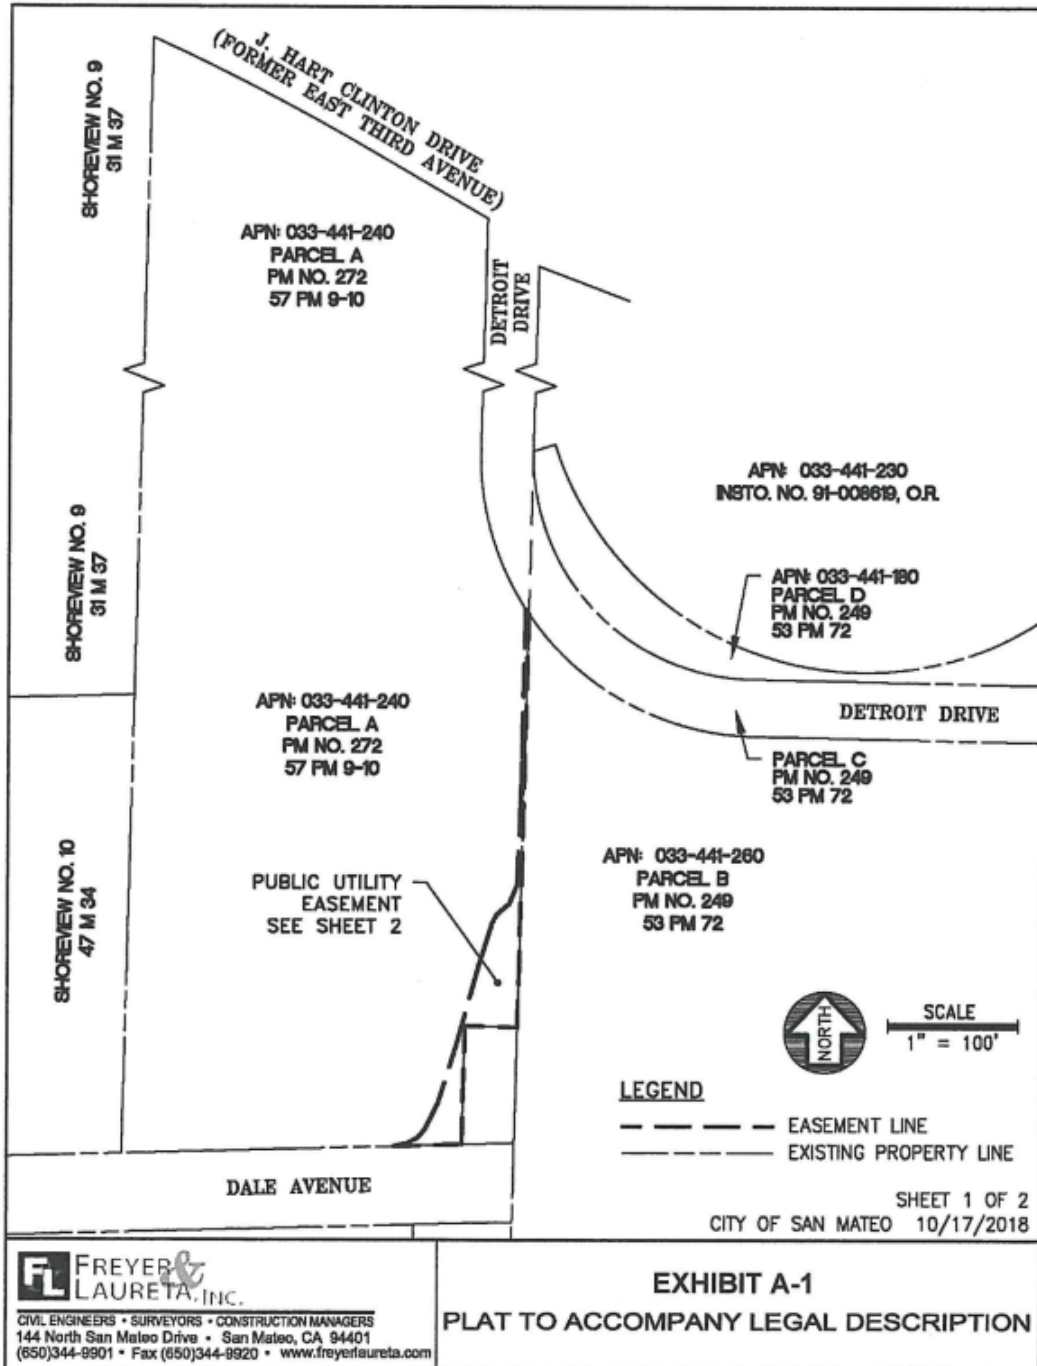 J. HART CLINTON DRIVE
(FORMER EAST THIRD AVENUE)
SHOREVIEW NO. 9
31 M 37
APN: 033-441-240
PARCEL A
PM NO. 272
57 PM 9-10
DETROIT
DRIVE
APN: 033-441-230
INSTO. NO. 91-008619, O.R.
SHOREVIEW NO. 9
31 M 37
APN: 033-441-180
PARCEL D
PM NO. 249
53 PM 72
APN: 033-441-240
PARCEL A
PM NO. 272
57 PM 9-10
DETROIT DRIVE
PARCEL C
PM NO. 249
53 PM 72
SHOREVIEW NO. 10
47 M 34
PUBLIC UTILITY
EASEMENT
SEE SHEET 2
APN: 033-441-260
PARCEL B
PM NO. 249
53 PM 72
NORTH
SCALE
1" = 100'
LEGEND
EASEMENT LINE
EXISTING PROPERTY LINE
DALE AVENUE
SHEET 1 OF 2
CITY OF SAN MATEO 10/17/2018
FL FREYER &
LAURETA, INC.
CIVIL ENGINEERS • SURVEYORS • CONSTRUCTION MANAGERS
144 North San Mateo Drive • San Mateo, CA 94401
(650)344-9901 • Fax (650)344-9920 • www.freyerlaureta.com
EXHIBIT A-1
PLAT TO ACCOMPANY LEGAL DESCRIPTION